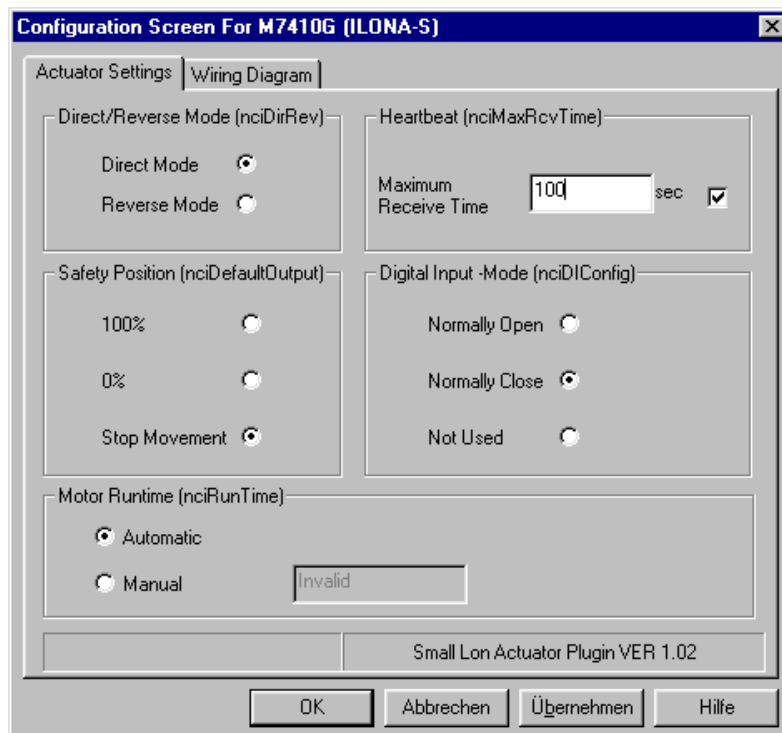 Configuration Screen For M7410G (ILONA-S)
Actuator Settings
Wiring Diagram
Direct/Reverse Mode (nciDirRev)
Direct Mode
Reverse Mode
Heartbeat (nciMaxRcvTime)
Maximum
Receive Time
100
sec
Safety Position (nciDefaultOutput)
100%
0%
Stop Movement
Digital Input -Mode (nciDIConfig)
Normally Open
Normally Close
Not Used
Motor Runtime (nciRunTime)
Automatic
Manual
Invalid
Small Lon Actuator Plugin VER 1.02
OK
Abbrechen
Übernehmen
Hilfe